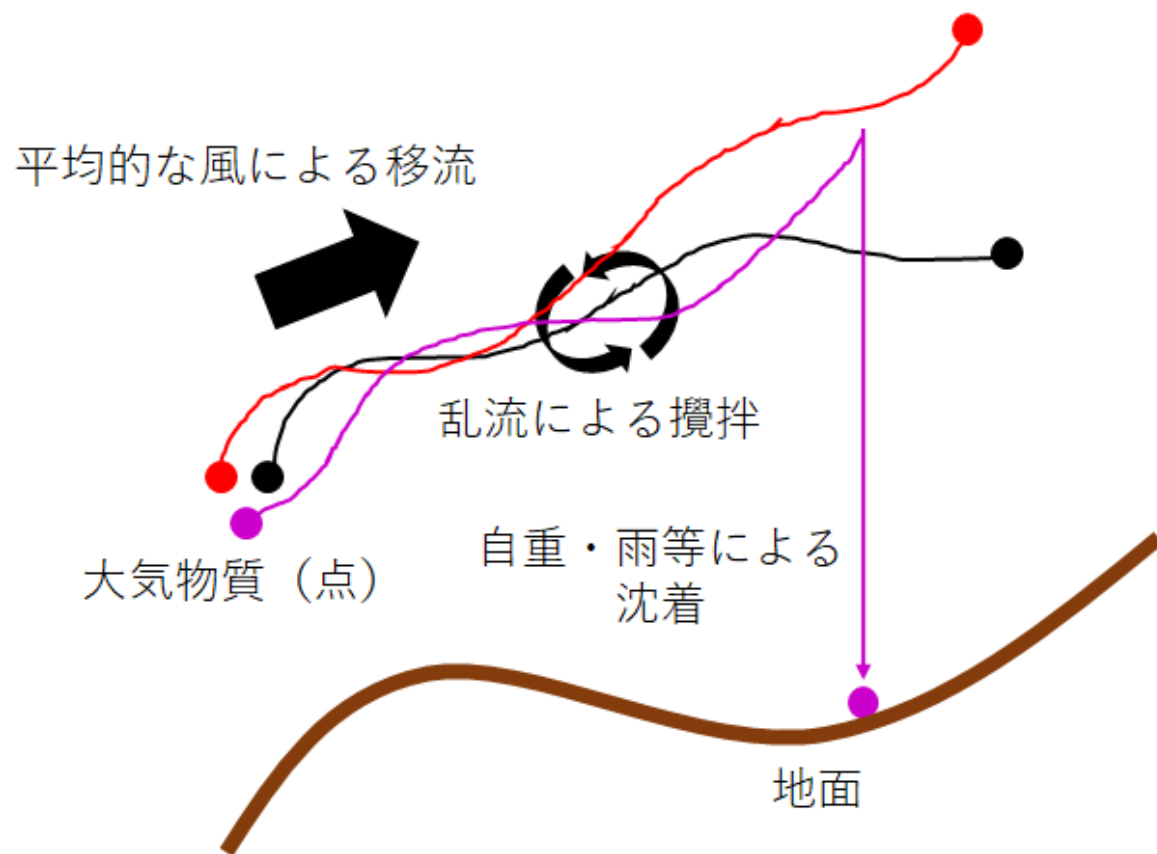 平均的な風による移流
乱流による攪拌
大気物質（点）
自重・雨等による
沈着
地面